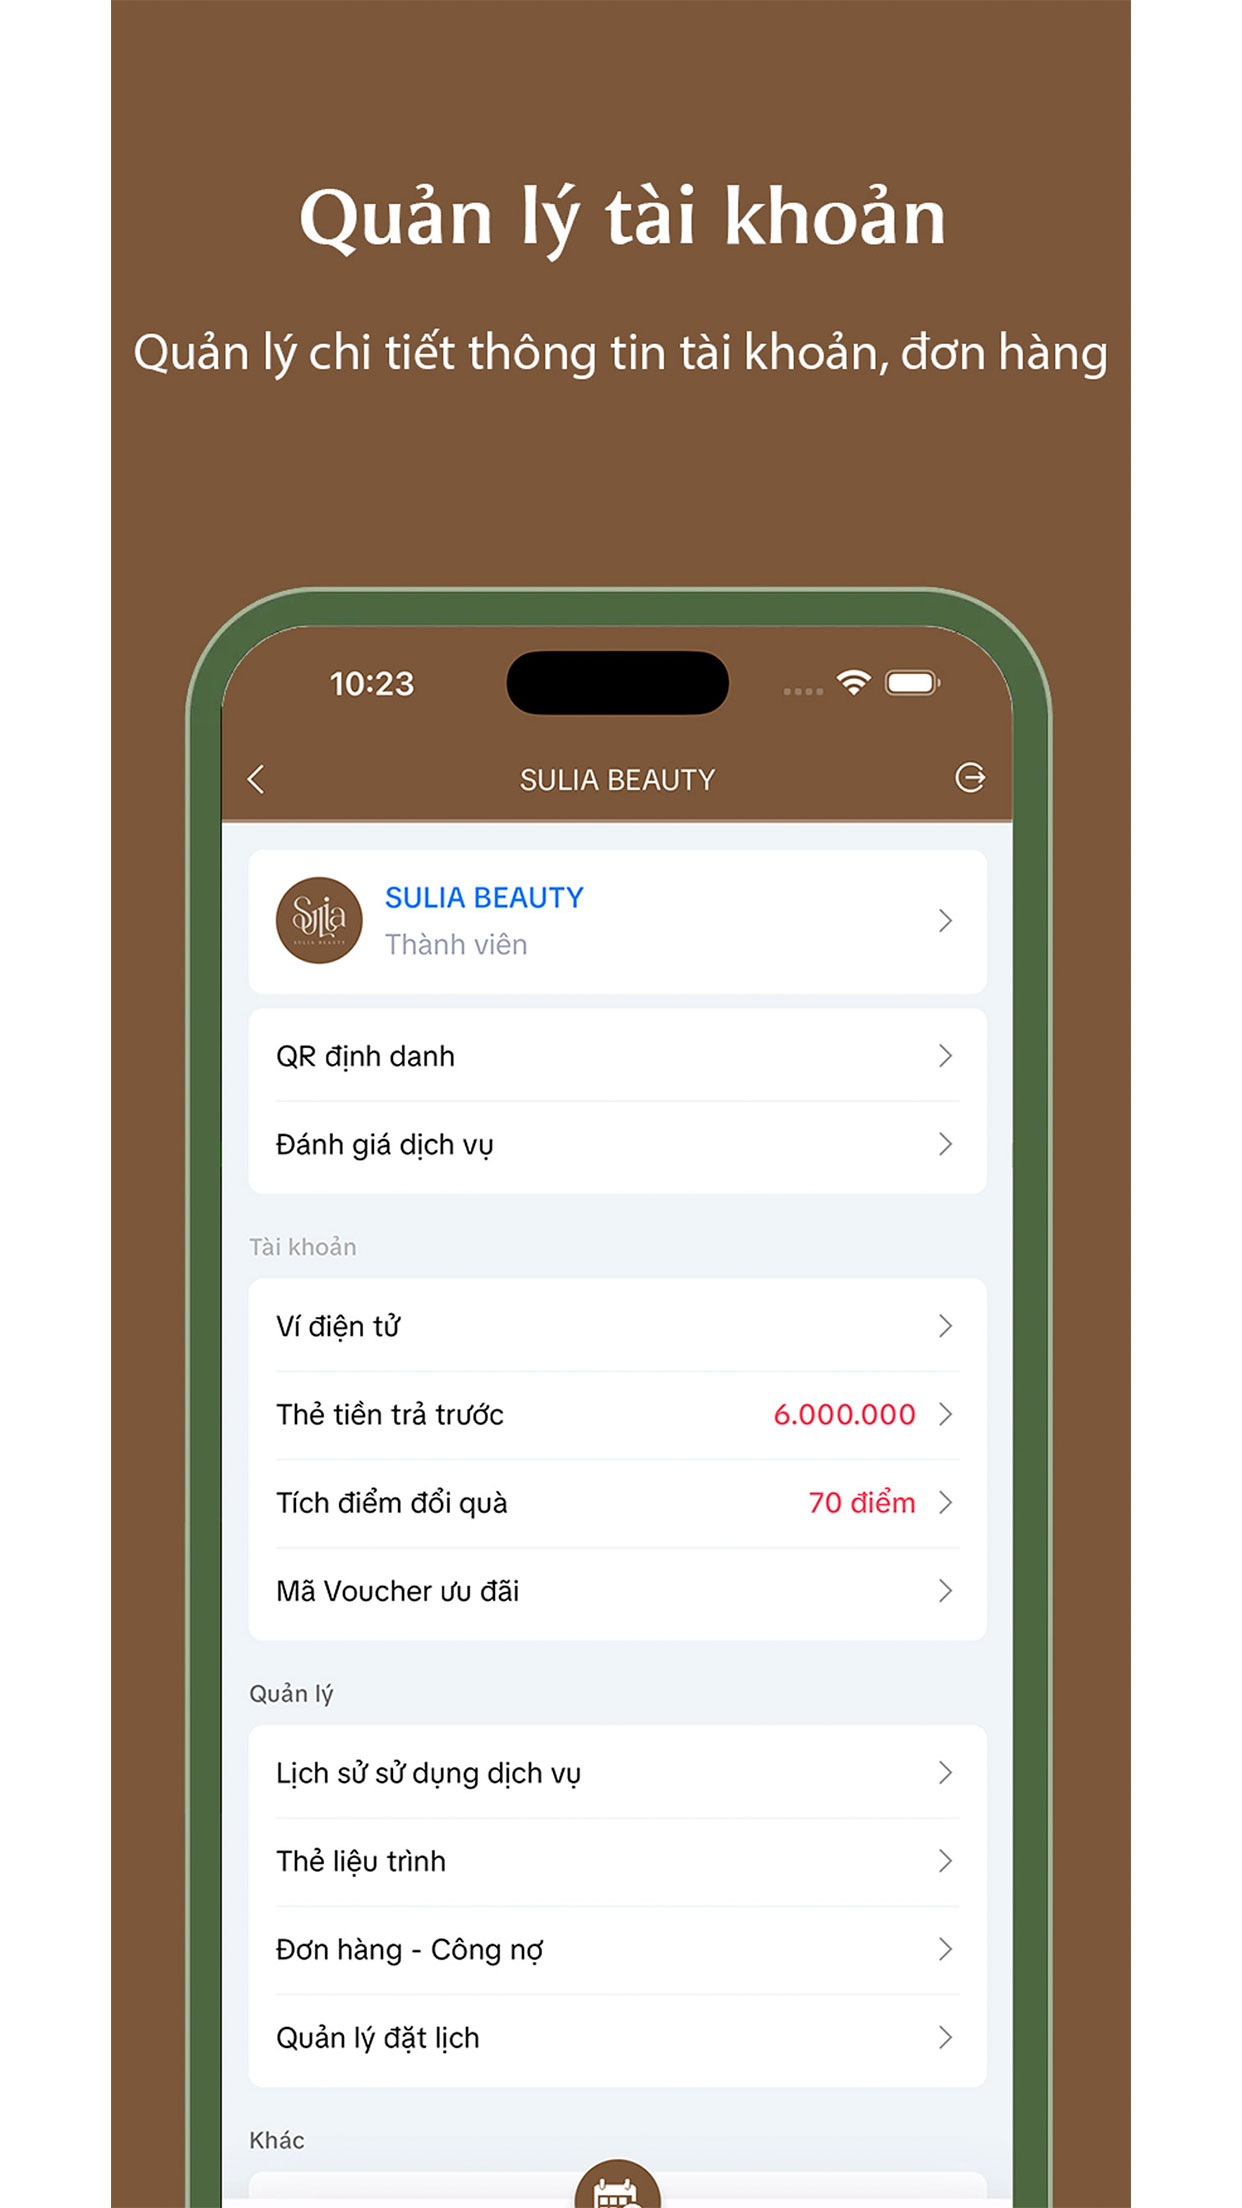 Quản lý tài khoản
Quản lý chi tiết thông tin tài khoản, đơn hàng
10:23
SULIA BEAUTY
Sulia
SULIA BEAUTY
SULIA BEAUTY
Thành viên
QR định danh
Đánh giá dịch vụ
Tài khoản
Ví điện tử
Thẻ tiền trả trước 6.000.000
Tích điểm đổi quà 70 điểm
Mã Voucher ưu đãi
Quản lý
Lịch sử sử dụng dịch vụ
Thẻ liệu trình
Đơn hàng - Công nợ
Quản lý đặt lịch
Khác